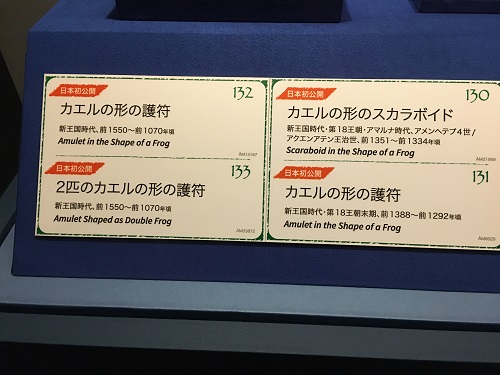 日本初公開
132
カエルの形の護符
新王国時代、前1550〜前1070年頃
Amulet in the Shape of a Frog
日本初公開
133
2匹のカエルの形の護符
新王国時代、前1550〜前1070年頃
Amulet Shaped as Double Frog
日本初公開
130
カエルの形のスカラボイド
新王国時代・第18王朝・アマルナ時代、アメンヘテプ4世/
アクエンアテン王治世、前1351〜前1334年頃
Scaraboid in the Shape of a Frog
日本初公開
131
カエルの形の護符
新王国時代・第18王朝末期、前1388〜前1292年頃
Amulet in the Shape of a Frog